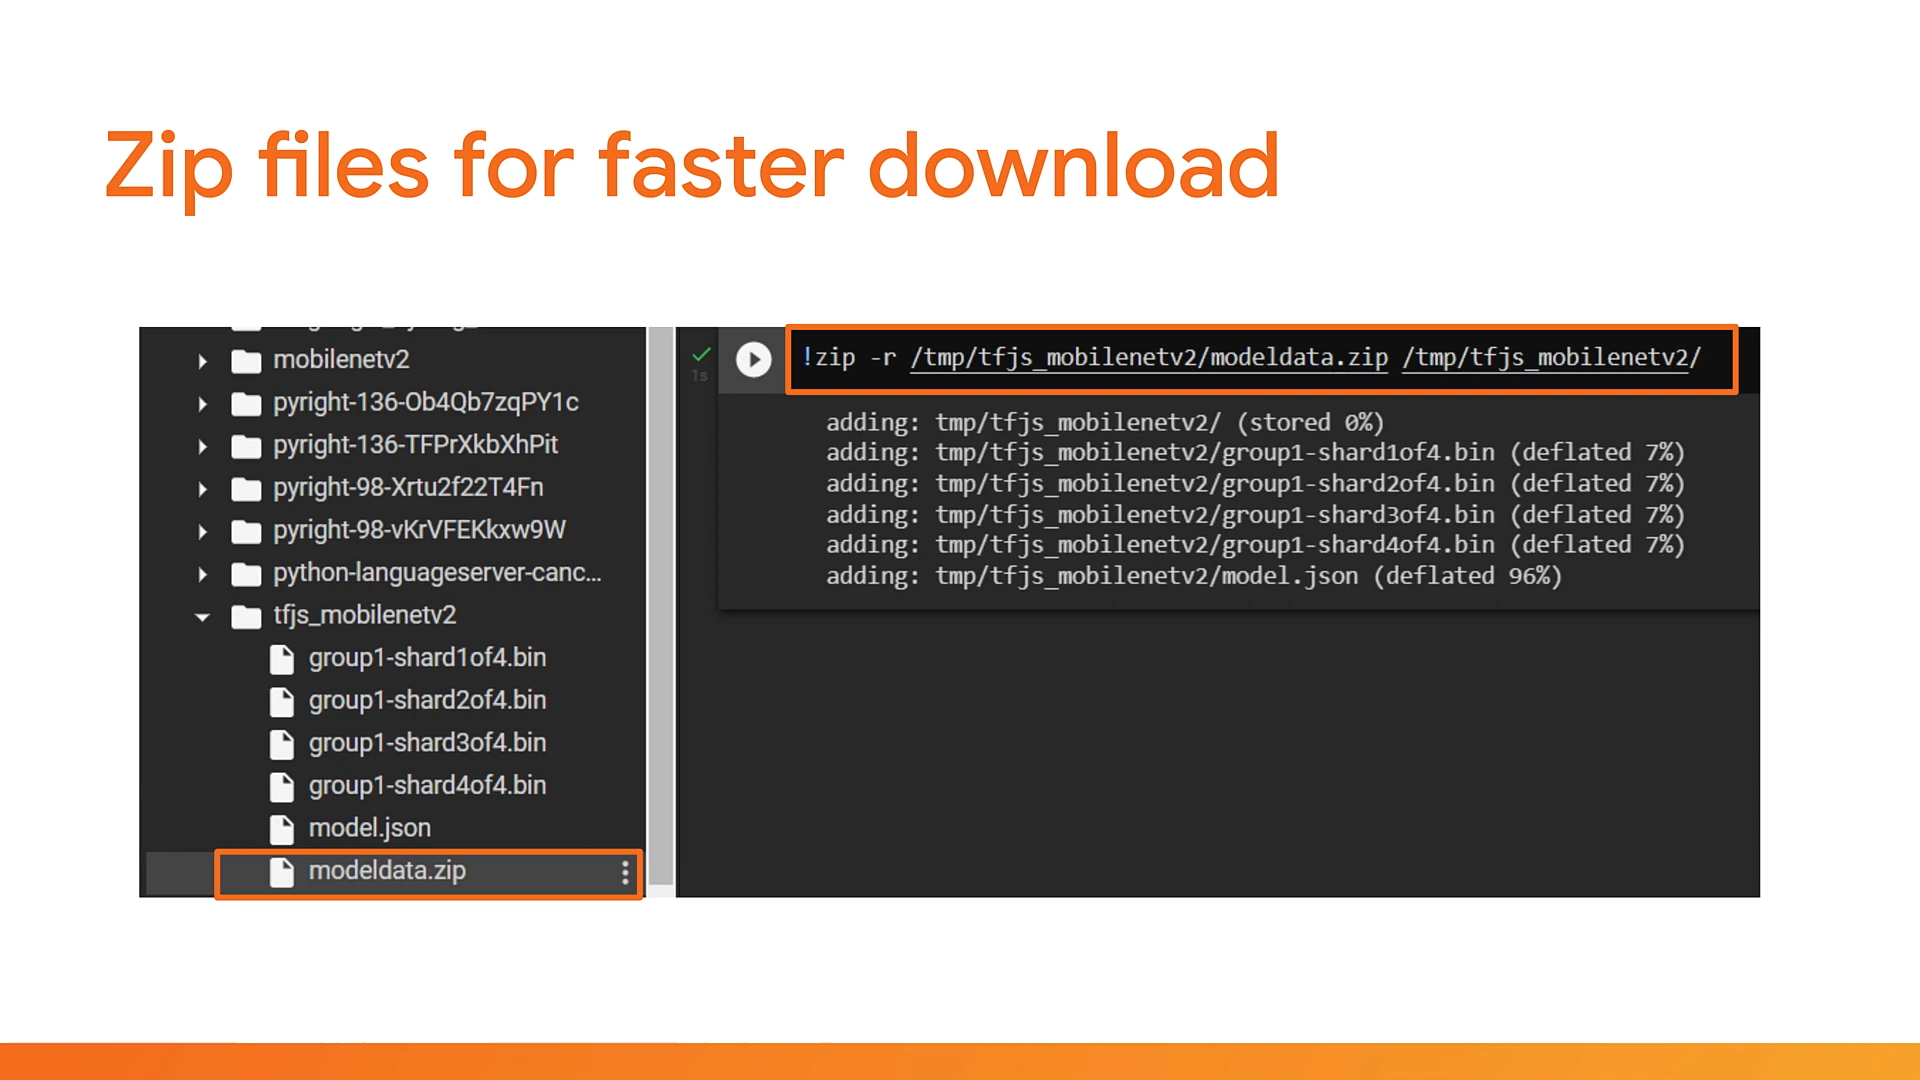 Zip files for faster download
mobilenetv2
pyright-136-Ob4Qb7zqPY1c
pyright-136-TFPrXkbXhPit
pyright-98-Xrtu2f22T4Fn
pyright-98-vKrVFEKkxw9W
python-languageserver-canc...
tfjs_mobilenetv2
group1-shard1of4.bin
group1-shard2of4.bin
group1-shard3of4.bin
group1-shard4of4.bin
model.json
modeldata.zip
1s
!zip -r /tmp/tfjs_mobilenetv2/modeldata.zip /tmp/tfjs_mobilenetv2/
adding: tmp/tfjs_mobilenetv2/ (stored 0%)
adding: tmp/tfjs_mobilenetv2/group1-shard1of4.bin (deflated 7%)
adding: tmp/tfjs_mobilenetv2/group1-shard2of4.bin (deflated 7%)
adding: tmp/tfjs_mobilenetv2/group1-shard3of4.bin (deflated 7%)
adding: tmp/tfjs_mobilenetv2/group1-shard4of4.bin (deflated 7%)
adding: tmp/tfjs_mobilenetv2/model.json (deflated 96%)